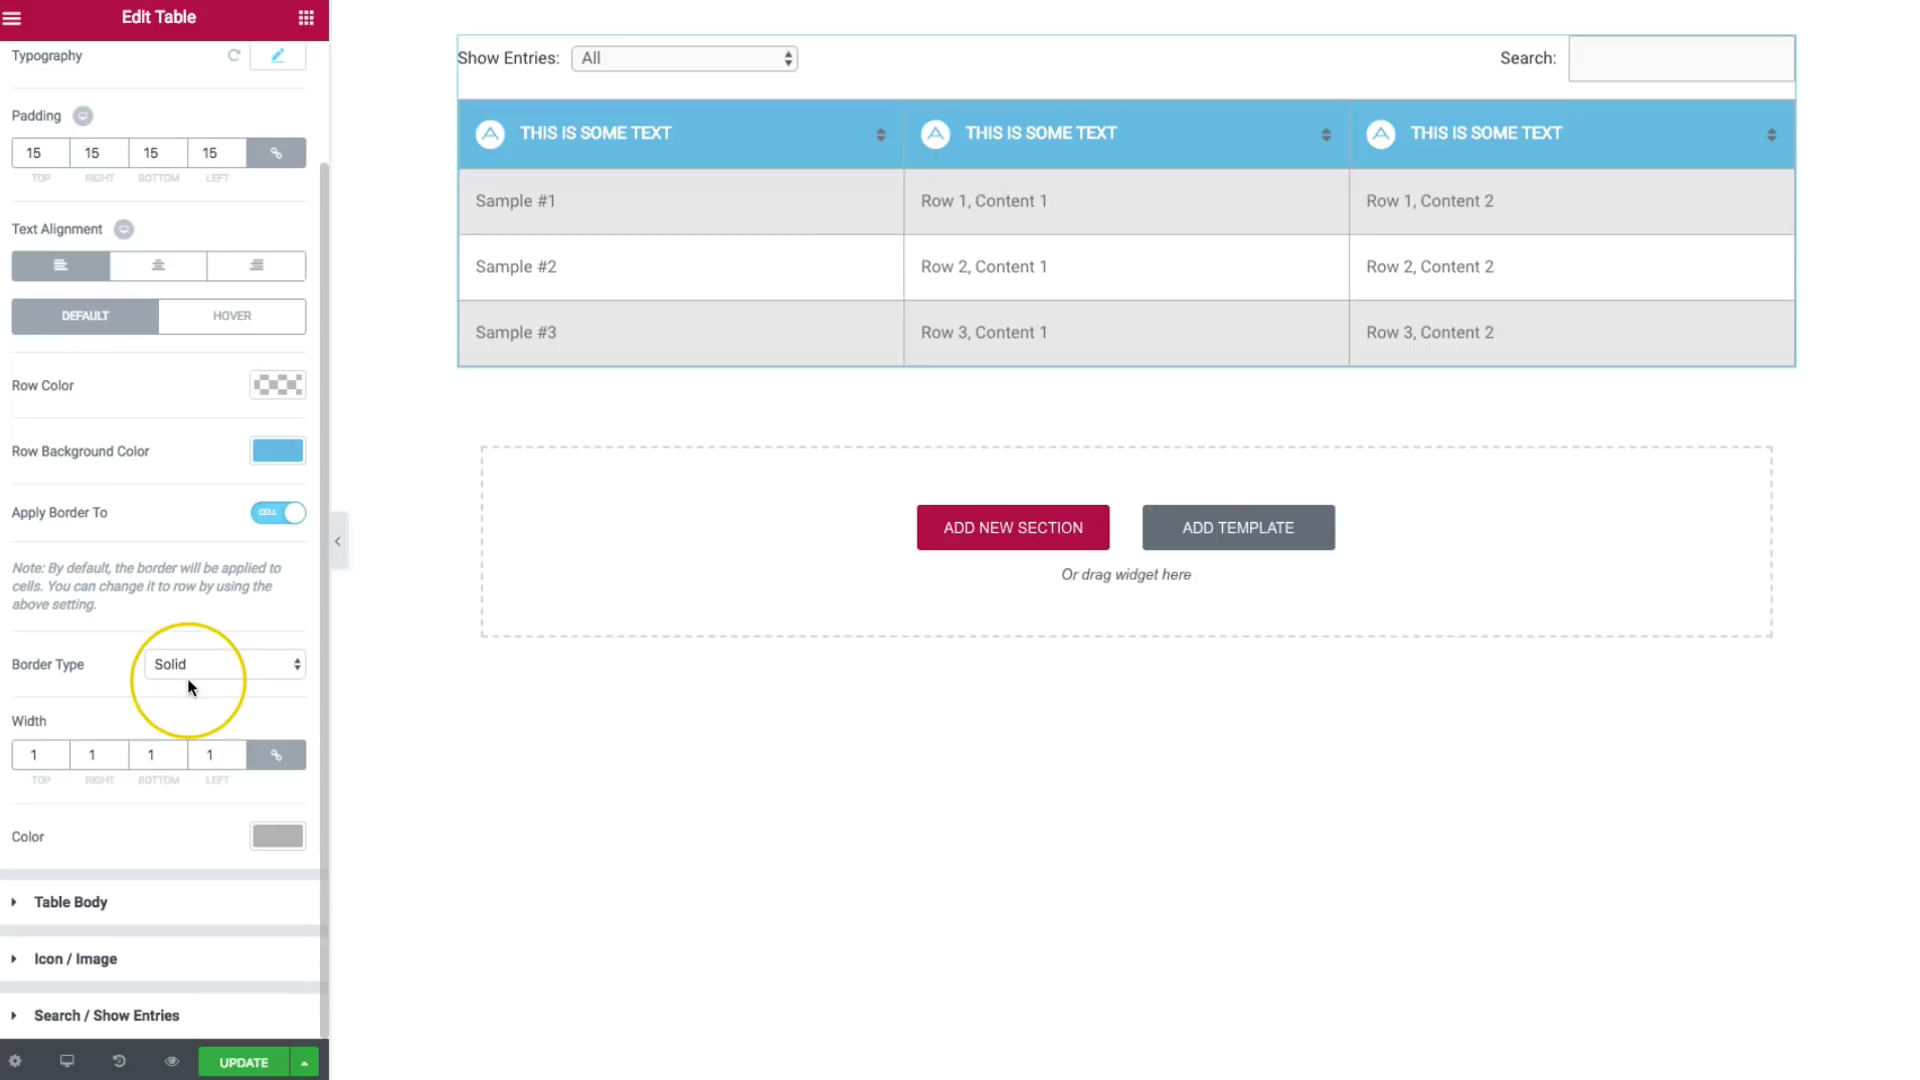 Edit Table
Typography
Padding
15 15 15 15
TOP RIGHT BOTTOM LEFT
Text Alignment
DEFAULT HOVER
Row Color
Row Background Color
Apply Border To CELL
Note: By default, the border will be applied to
cells. You can change it to row by using the
above setting.
Border Type Solid
Width
1 1 1 1
TOP RIGHT BOTTOM LEFT
Color
Table Body
Icon / Image
Search / Show Entries
UPDATE
Show Entries: All Search:
THIS IS SOME TEXT THIS IS SOME TEXT THIS IS SOME TEXT
Sample #1 Row 1, Content 1 Row 1, Content 2
Sample #2 Row 2, Content 1 Row 2, Content 2
Sample #3 Row 3, Content 1 Row 3, Content 2
ADD NEW SECTION ADD TEMPLATE
Or drag widget here